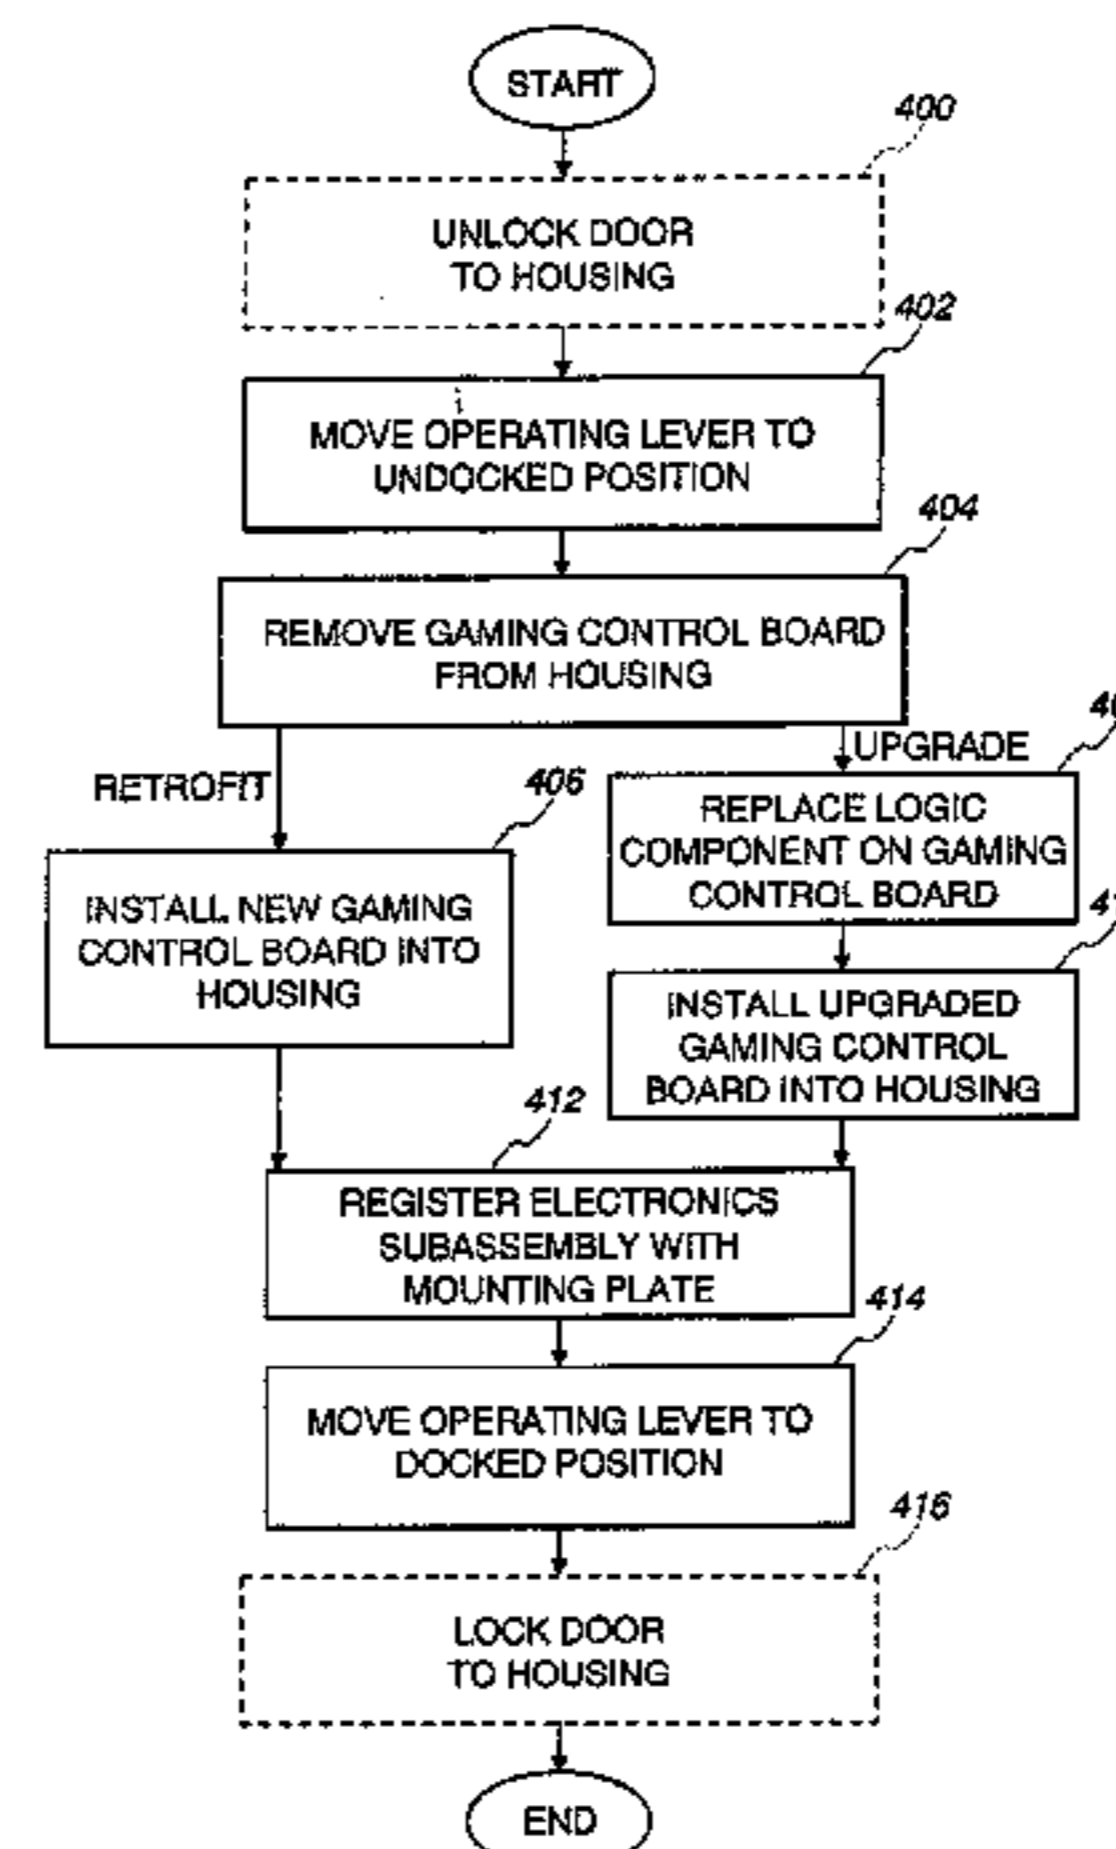 START
400
UNLOCK DOOR
TO HOUSING
402
MOVE OPERATING LEVER TO
UNDOCKED POSITION
404
REMOVE GAMING CONTROL BOARD
FROM HOUSING
RETROFIT
UPGRADE
406
INSTALL NEW GAMING
CONTROL BOARD INTO
HOUSING
REPLACE LOGIC
COMPONENT ON GAMING
CONTROL BOARD
INSTALL UPGRADED
GAMING CONTROL
BOARD INTO HOUSING
412
REGISTER ELECTRONICS
SUBASSEMBLY WITH
MOUNTING PLATE
414
MOVE OPERATING LEVER TO
DOCKED POSITION
416
LOCK DOOR
TO HOUSING
END